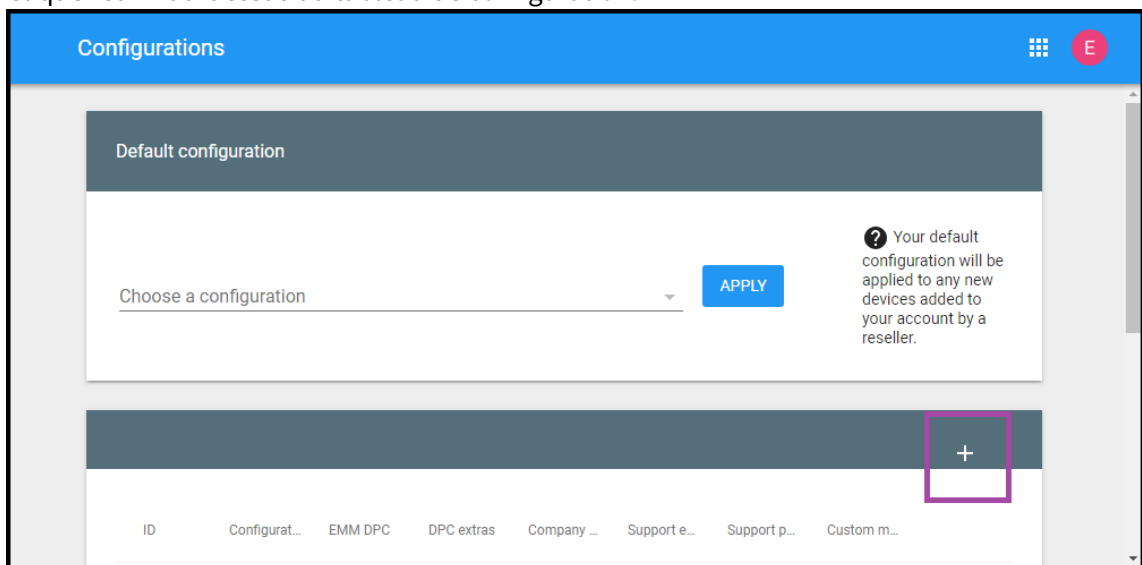 Configurations
E
Default configuration
Choose a configuration
APPLY
Your default
configuration will be
applied to any new
devices added to
your account by a
reseller.
+
ID Configurat... EMM DPC DPC extras Company ... Support e... Support p... Custom m...